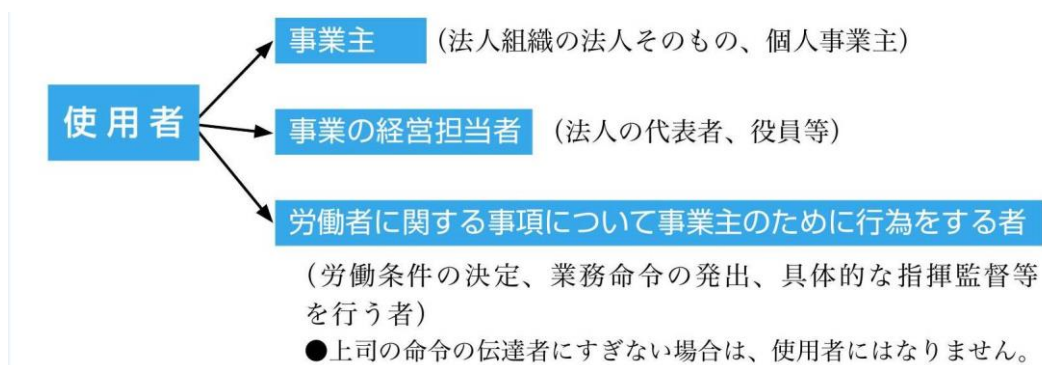 使用者
事業主 (法人組織の法人そのもの、個人事業主)
事業の経営担当者 (法人の代表者、役員等)
労働者に関する事項について事業主のために行為をする者
(労働条件の決定、業務命令の発出、具体的な指揮監督等
を行う者)
●上司の命令の伝達者にすぎない場合は、使用者にはなりません。